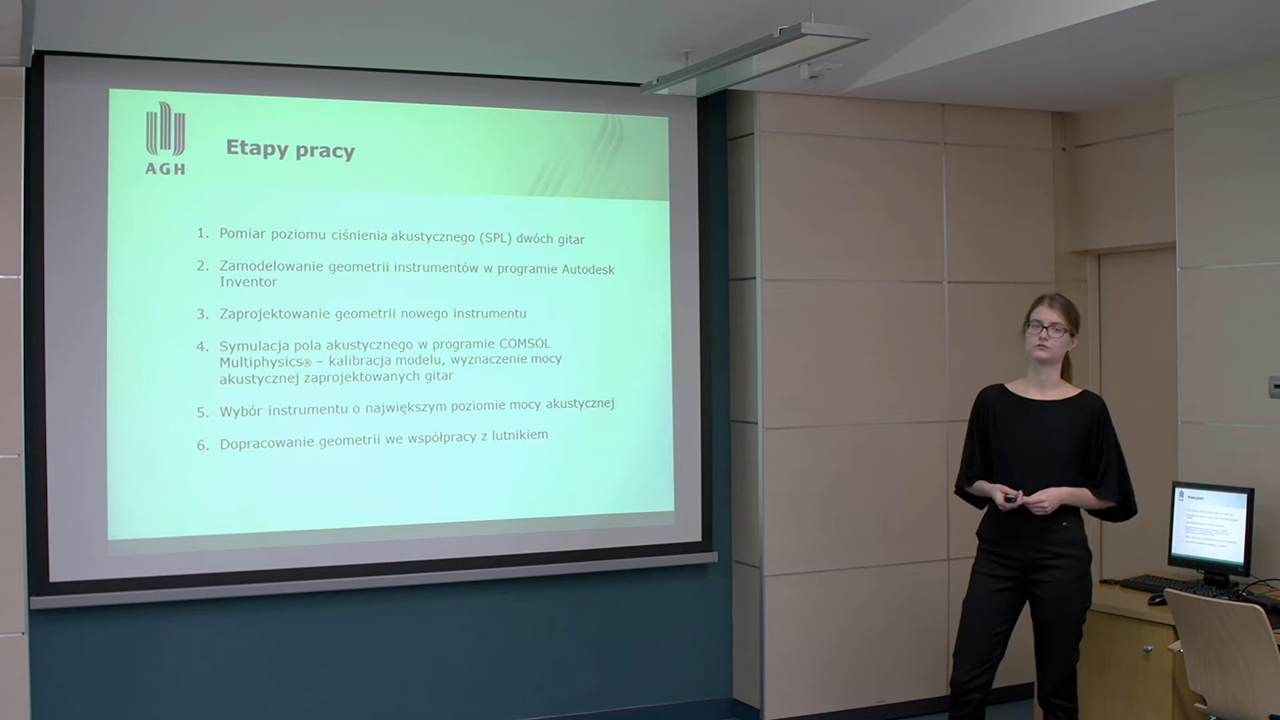 AGH
Etapy pracy
1. Pomiar poziomu ciśnienia akustycznego (SPL) dwóch gitar
2. Zamodelowanie geometrii instrumentów w programie Autodesk
Inventor
3. Zaprojektowanie geometrii nowego instrumentu
4. Symulacja pola akustycznego w programie COMSOL
Multiphysics® – kalibracja modelu, wyznaczenie mocy
akustycznej zaprojektowanych gitar
5. Wybór instrumentu o największym poziomie mocy akustycznej
6. Dopracowanie geometrii we współpracy z lutnikiem
Etapy pracy